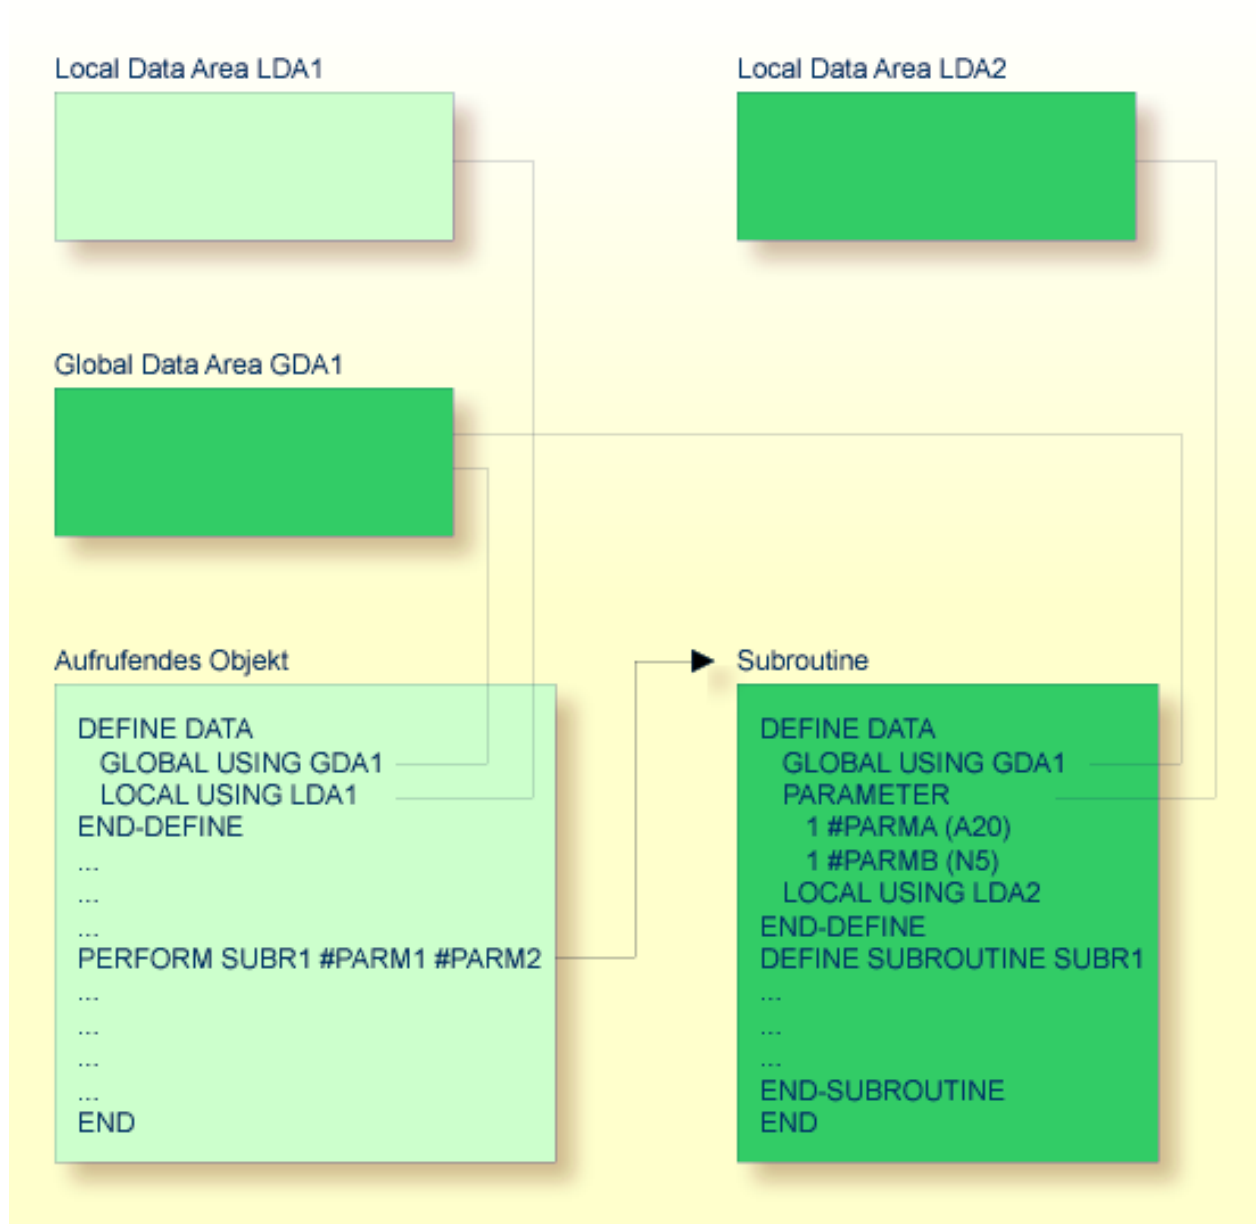 Local Data Area LDA1
Local Data Area LDA2
Global Data Area GDA1
Aufrufendes Objekt
DEFINE DATA
GLOBAL USING GDA1
LOCAL USING LDA1
END-DEFINE
...
...
...
PERFORM SUBR1 #PARM1 #PARM2
...
...
...
...
END
Subroutine
DEFINE DATA
GLOBAL USING GDA1
PARAMETER
1 #PARMA (A20)
1 #PARMB (N5)
LOCAL USING LDA2
END-DEFINE
DEFINE SUBROUTINE SUBR1
...
...
...
END-SUBROUTINE
END